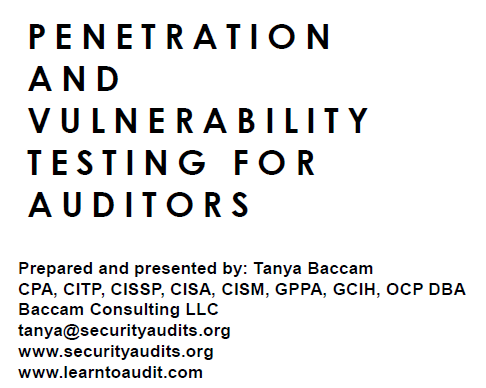 PENETRATION
AND
VULNERABILITY
TESTING FOR
AUDITORS
Prepared and presented by: Tanya Baccam
CPA, CITP, CISSP, CISA, CISM, GPPA, GCIH, OCP DBA
Baccam Consulting LLC
tanya@securityaudits.org
www.securityaudits.org
www.learntoaudit.com